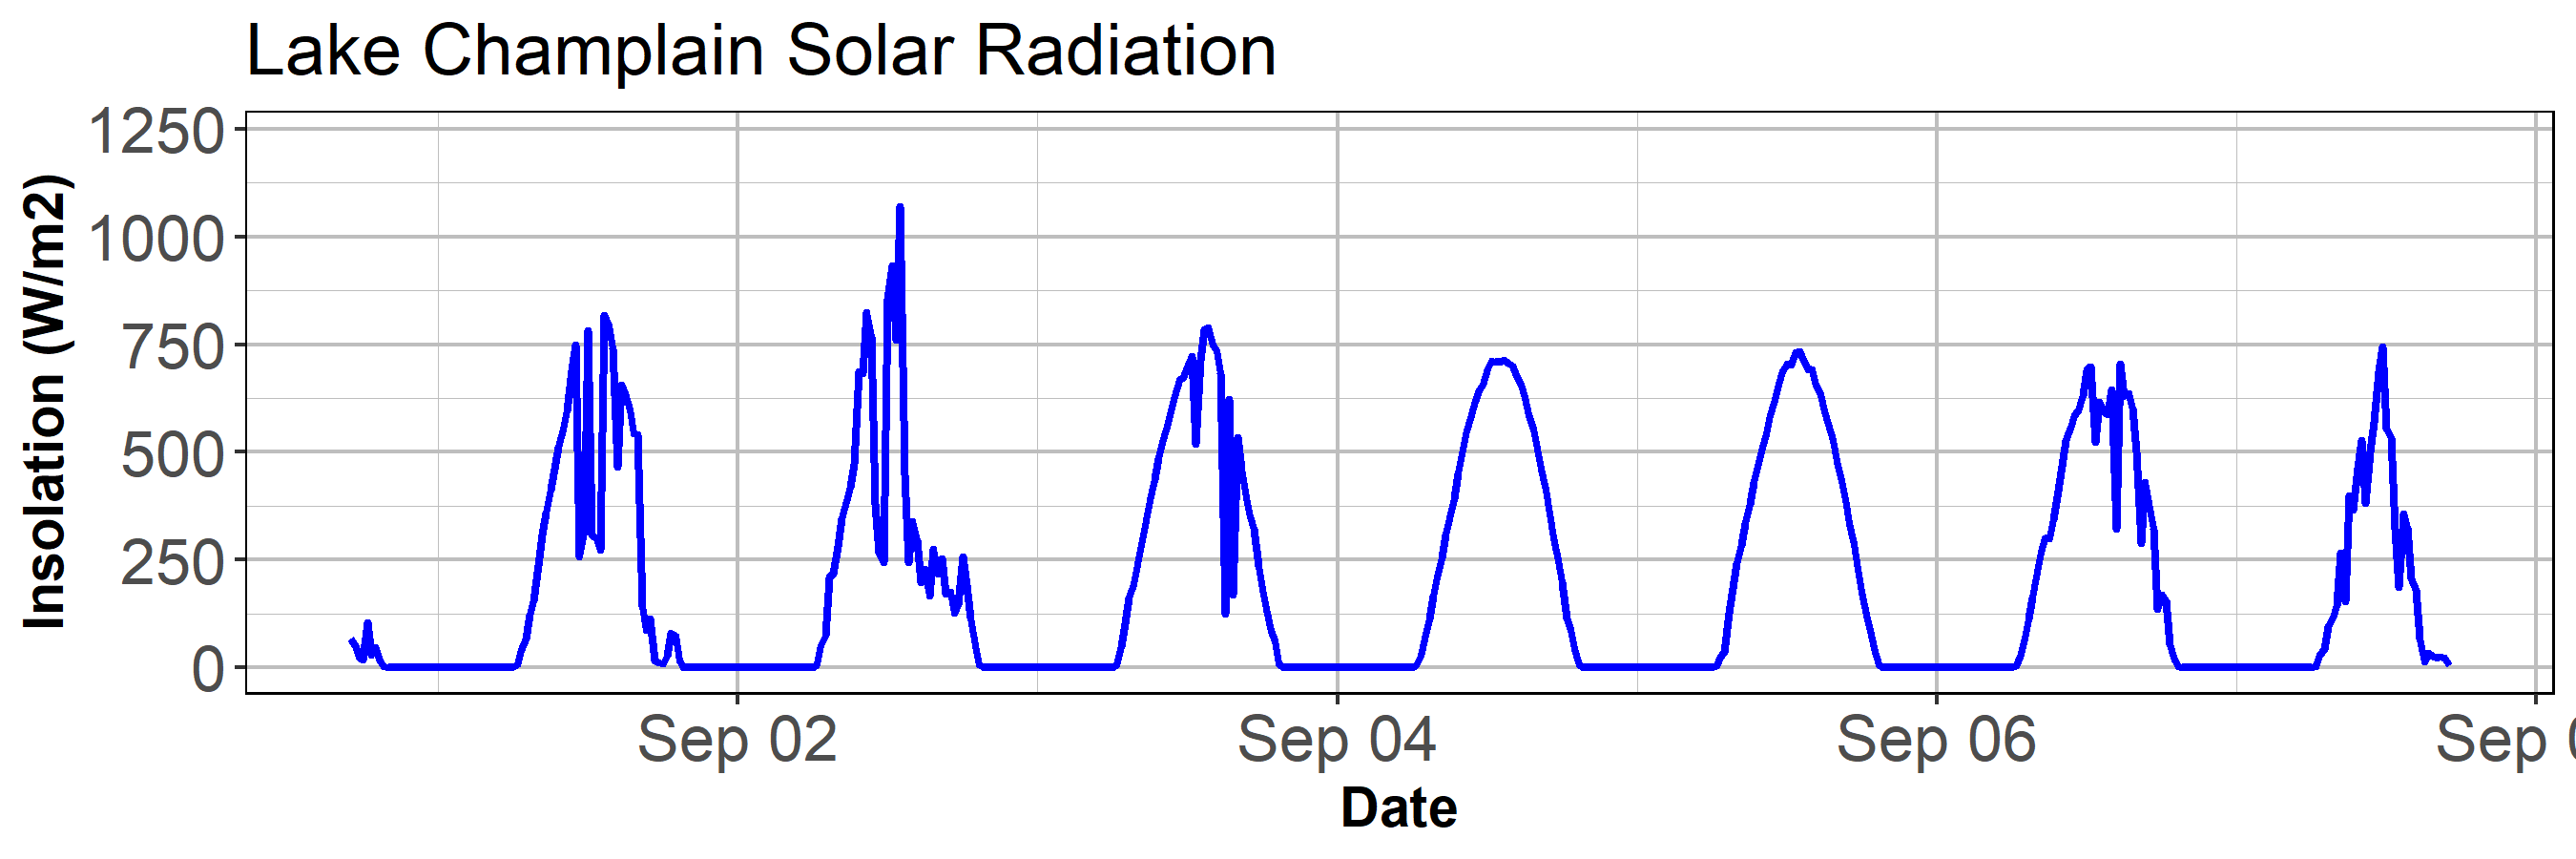 Lake Champlain Solar Radiation
Insolation (W/m2)
1250
1000
750
500
250
0
Sep 02 Sep 04 Sep 06 Sep
Date